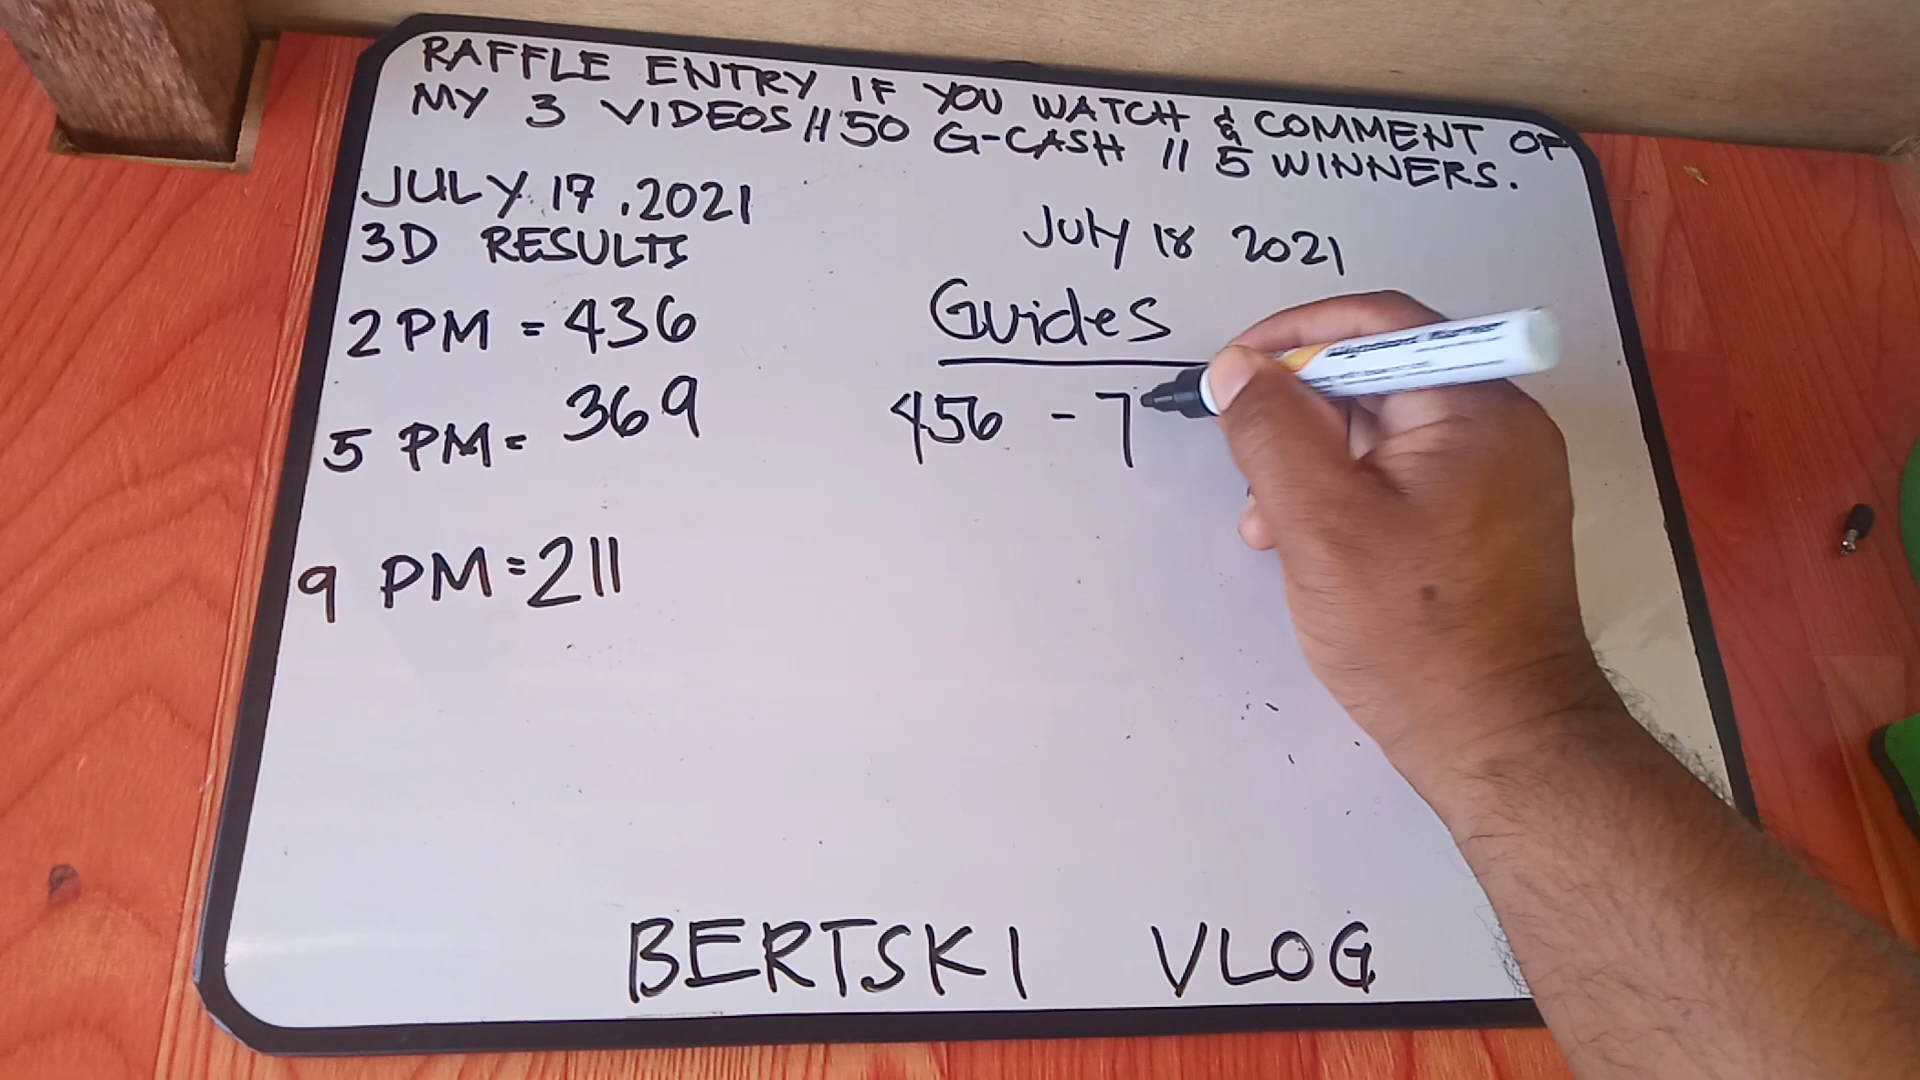 RAFFLE ENTRY IF YOU WATCH & COMMENT OF
MY 3 VIDEOS // 50 G-CASH // 5 WINNERS.
JULY 17, 2021
3D RESULTS
2 PM = 436
5 PM = 369
9 PM = 211
July 18 2021
Guides
456 - 7
BERTSKI VLOG